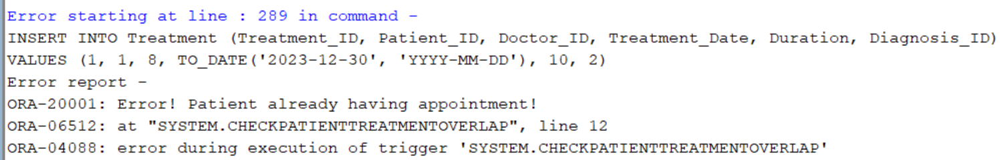 Error starting at line : 289 in command -
INSERT INTO Treatment (Treatment_ID, Patient_ID, Doctor_ID, Treatment_Date, Duration, Diagnosis_ID)
VALUES (1, 1, 8, TO_DATE('2023-12-30', 'YYYY-MM-DD'), 10, 2)
Error report -
ORA-20001: Error! Patient already having appointment!
ORA-06512: at "SYSTEM.CHECKPATIENTTREATMENTOVERLAP", line 12
ORA-04088: error during execution of trigger 'SYSTEM.CHECKPATIENTTREATMENTOVERLAP'